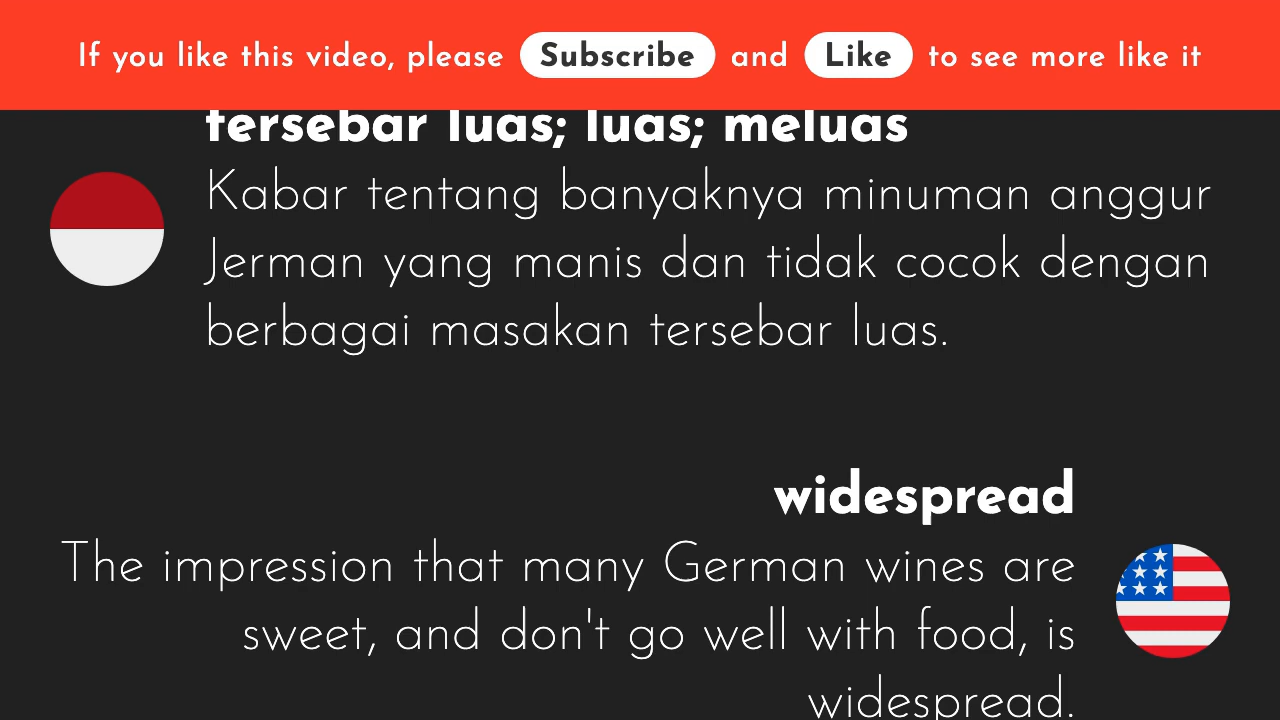 If you like this video, please Subscribe and Like to see more like it
tersebar luas; luas; meluas
Kabar tentang banyaknya minuman anggur
Jerman yang manis dan tidak cocok dengan
berbagai masakan tersebar luas.
widespread
The impression that many German wines are
sweet, and don't go well with food, is
widespread.